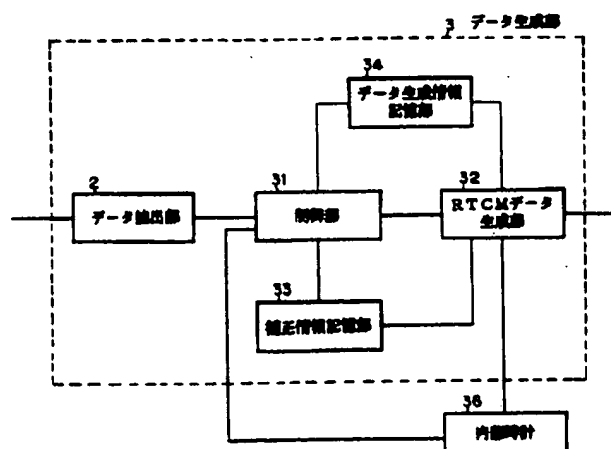 3 データ生成部
34
データ生成情報
記憶部
2
データ抽出部
31
制御部
32
RTCMデータ
生成部
33
補正情報記憶部
36
内部時計